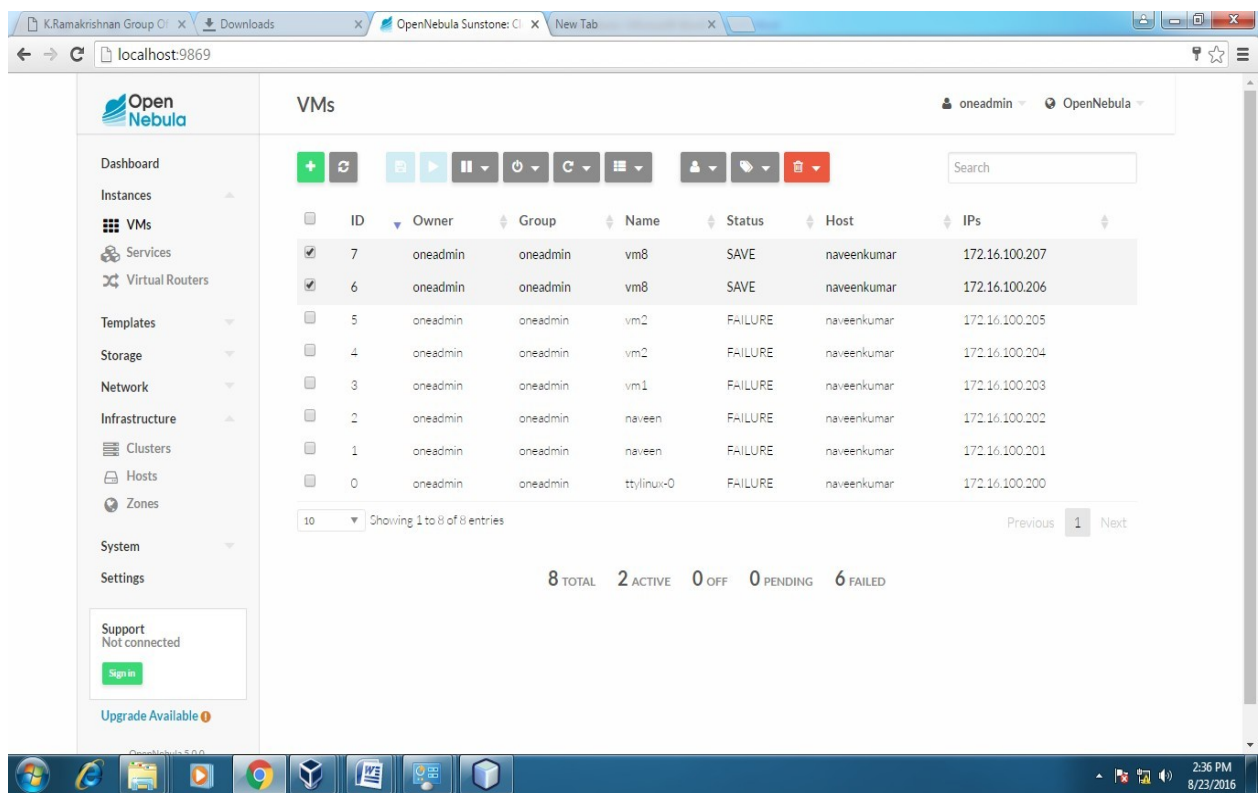 K.Ramakrishnan Group Of
Downloads
OpenNebula Sunstone: Cl
New Tab
localhost:9869
Open
Nebula
VMs
oneadmin
OpenNebula
Dashboard
Instances
VMs
Services
Virtual Routers
Templates
Storage
Network
Infrastructure
Clusters
Hosts
Zones
System
Settings
Support
Not connected
Sign in
Upgrade Available
OpenNebula 5.0.0
Search
ID Owner Group Name Status Host IPs
7 oneadmin oneadmin vm8 SAVE naveenkumar 172.16.100.207
6 oneadmin oneadmin vm8 SAVE naveenkumar 172.16.100.206
5 oneadmin oneadmin vm2 FAILURE naveenkumar 172.16.100.205
4 oneadmin oneadmin vm2 FAILURE naveenkumar 172.16.100.204
3 oneadmin oneadmin vm1 FAILURE naveenkumar 172.16.100.203
2 oneadmin oneadmin naveen FAILURE naveenkumar 172.16.100.202
1 oneadmin oneadmin naveen FAILURE naveenkumar 172.16.100.201
0 oneadmin oneadmin ttylinux-0 FAILURE naveenkumar 172.16.100.200
10 Showing 1 to 8 of 8 entries
Previous 1 Next
8 TOTAL 2 ACTIVE 0 OFF 0 PENDING 6 FAILED
2:36 PM
8/23/2016